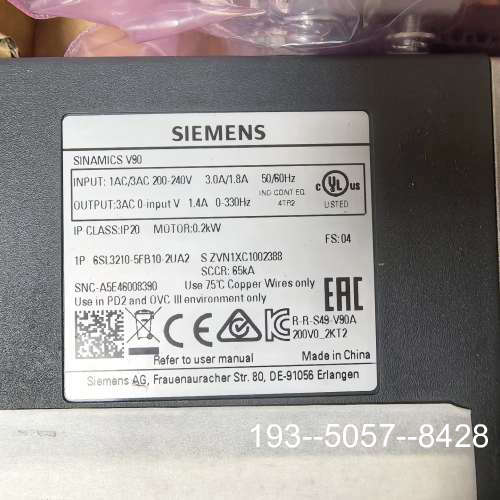 SIEMENS
SINAMICS V90
INPUT: 1AC/3AC 200-240V 3.0A/1.8A 50/60Hz
OUTPUT:3AC 0-input V 1.4A 0-330Hz
IND.CONT.EQ.
4TR2
c UL US
LISTED
IP CLASS:IP20 MOTOR:0.2kW
FS: 04
1P 6SL3210-5FB10-2UA2 S ZVN1XC1002388
SCCR: 65kA
SNC-A5E46008390 Use 75℃ Copper Wires only
Use in PD2 and OVC III environment only
EAC
CE
R-R-S49-V90A
200V0_2KT2
Refer to user manual Made in China
Siemens AG, Frauenauracher Str. 80, DE-91056 Erlangen
193--5057--8428